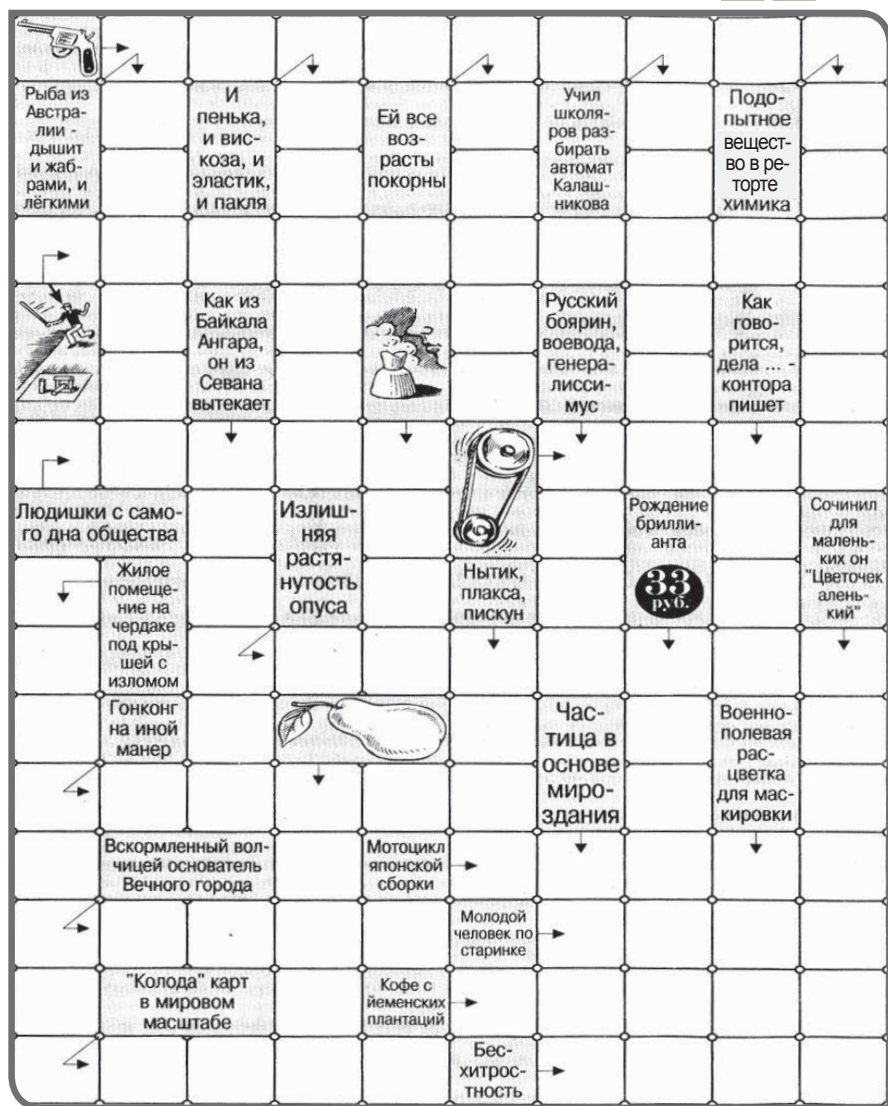 Рыба из
Австра-
лии -
дышит
и жаб-
рами, и
лёгкими
И
пенька,
и вис-
коза, и
эластик,
и пакля
Ей все
воз-
расты
покорны
Учил
школя-
ров раз-
бирать
автомат
Калаш-
никова
Подо-
пытное
вещест-
во в ре-
торте
химика
Как из
Байкала
Ангара,
он из
Севана
вытекает
Русский
боярин,
воевода,
генера-
лисси-
мус
Как
гово-
рится,
дела ... -
контора
пишет
Людишки с само-
го дна общества
Излиш-
няя
растя-
нутость
опуса
Рождение
брилли-
анта
33
руб.
Сочинил
для
малень-
ких он
"Цветочек
алень-
кий"
Жилое
помеще-
ние на
чердаке
под кры-
шей с
изломом
Нытик,
плакса,
пискун
Гонконг
на иной
манер
Час-
тица в
основе
миро-
здания
Военно-
полевая
рас-
цветка
для мас-
кировки
Вскормленный вол-
чицей основатель
Вечного города
Мотоцикл
японской
сборки
Молодой
человек по
старинке
"Колода" карт
в мировом
масштабе
Кофе с
йеменских
плантаций
Бес-
хитрос-
тность